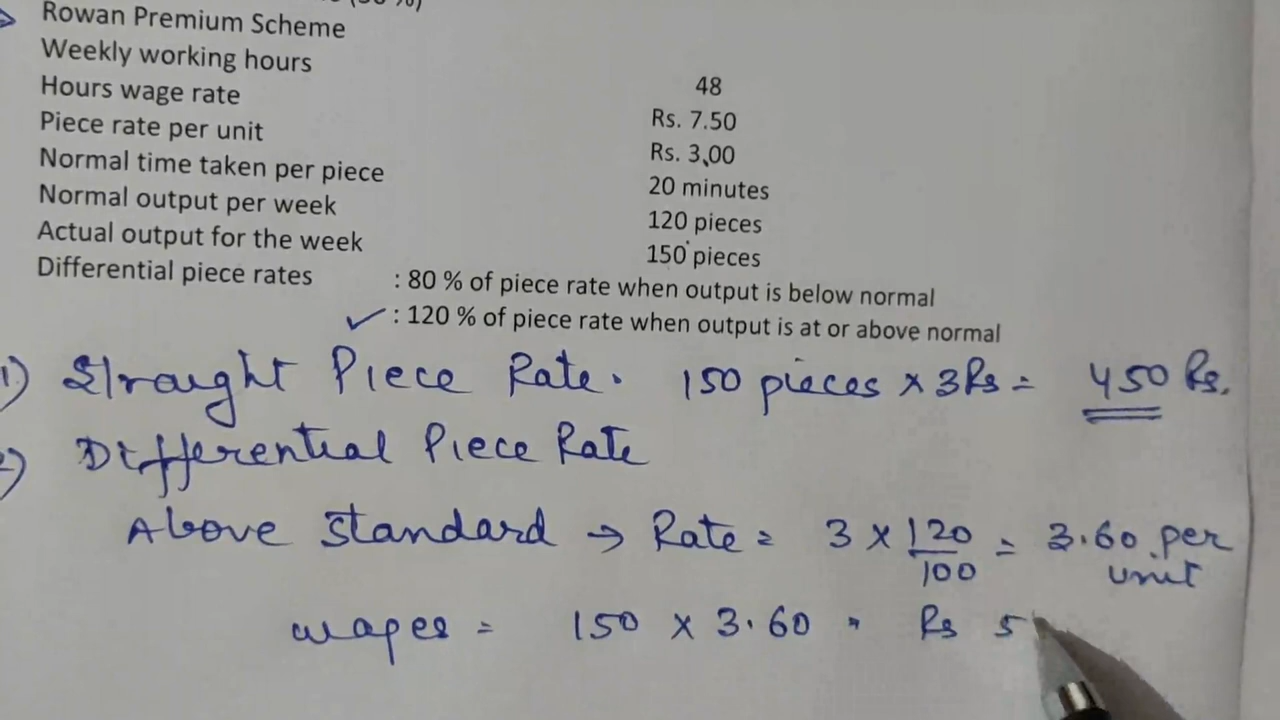 Rowan Premium Scheme
Weekly working hours 48
Hours wage rate Rs. 7.50
Piece rate per unit Rs. 3,00
Normal time taken per piece 20 minutes
Normal output per week 120 pieces
Actual output for the week 150 pieces
Differential piece rates : 80 % of piece rate when output is below normal
: 120 % of piece rate when output is at or above normal
1) Straight Piece Rate. 150 pieces × 3Rs = 450 Rs.
2) Differential Piece Rate
Above Standard → Rate = 3 × 120/100 = 3.60 per unit
wages = 150 × 3.60 = Rs 5